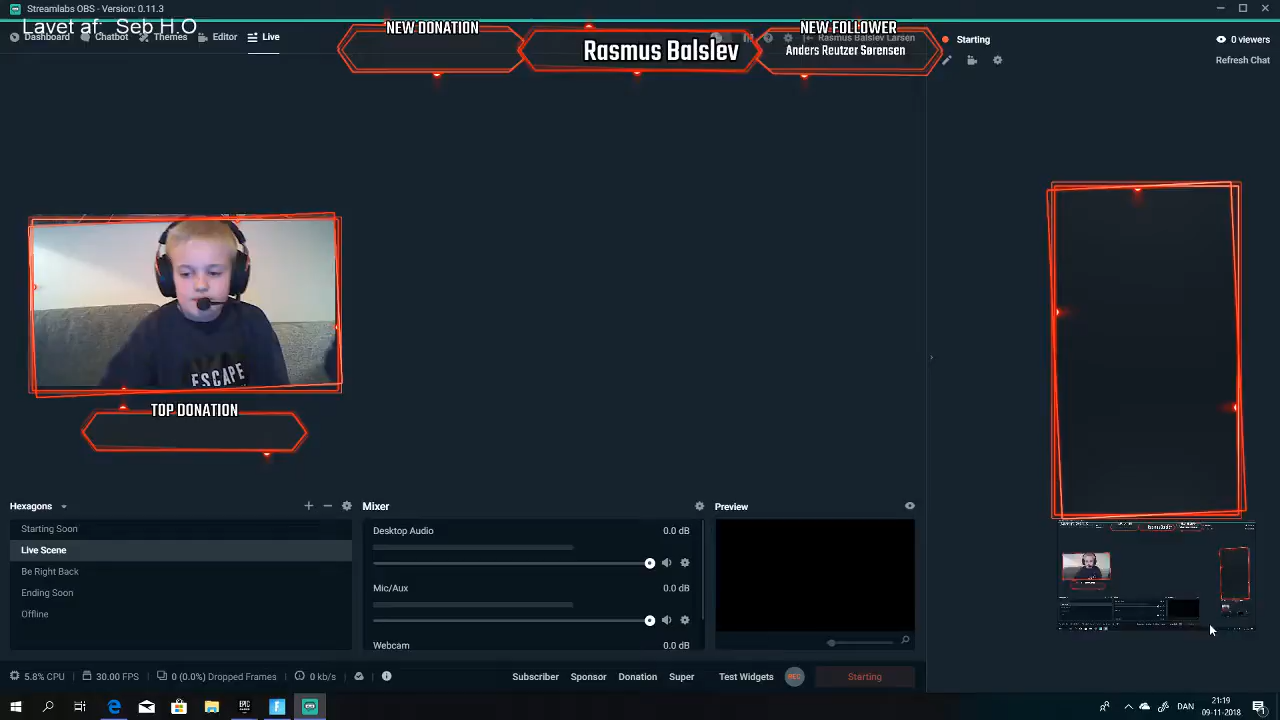 Streamlabs OBS - Version: 0.11.3
Lavet af: Seb H.O
Dashboard
Chatbot
Themes
Editor
Live
NEW DONATION
Rasmus Balslev
Rasmus Balslev Larsen
NEW FOLLOWER
Anders Reutzer Sørensen
Starting
0 viewers
Refresh Chat
ESCAPE
TOP DONATION
Hexagons
Starting Soon
Live Scene
Be Right Back
Ending Soon
Offline
Mixer
Desktop Audio
0.0 dB
Mic/Aux
0.0 dB
Webcam
Preview
5.8% CPU
30.00 FPS
0 (0.0%) Dropped Frames
0 kb/s
Subscriber
Sponsor
Donation
Super
Test Widgets
REC
Starting
DAN
21:19
09-11-2018